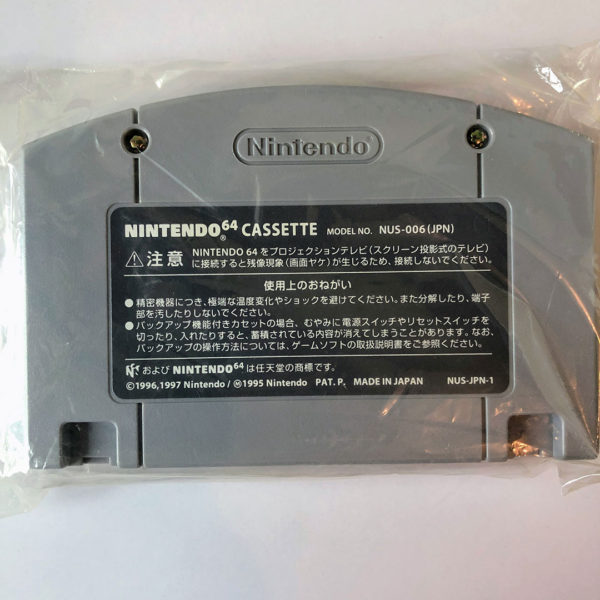 Nintendo
NINTENDO64 CASSETTE MODEL NO. NUS-006(JPN)
⚠注意 NINTENDO 64をプロジェクションテレビ(スクリーン投影式のテレビ)
に接続すると残像現象(画面ヤケ)が生じるため、接続しないでください。
使用上のおねがい
●精密機器につき、極端な温度変化やショックを避けてください。また分解したり、端子
部を汚したりしないでください。
●バックアップ機能付きカセットの場合、むやみに電源スイッチやリセットスイッチを
切ったり、入れたりすると、蓄積されている内容が消えてしまうことがあります。なお、
バックアップの操作方法については、ゲームソフトの取扱説明書をご参照ください。
および NINTENDO64は任天堂の商標です。
©1996,1997 Nintendo/Ⓜ1995 Nintendo PAT. P. MADE IN JAPAN NUS-JPN-1